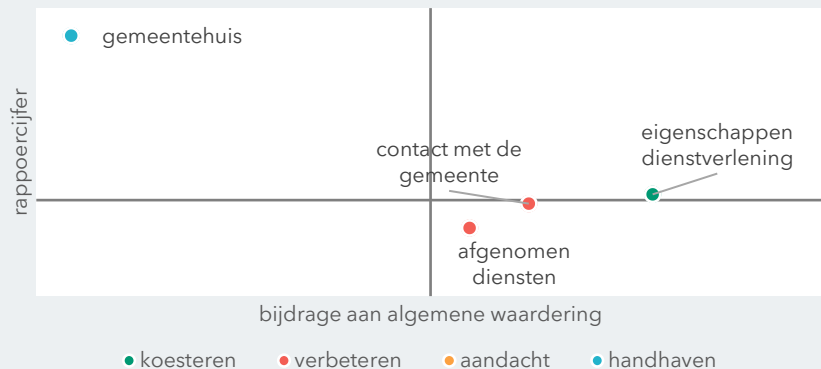 gemeentehuis
rappoercijfer
contact met de
gemeente
eigenschappen
dienstverlening
afgenomen
diensten
bijdrage aan algemene waardering
koesteren
verbeteren
aandacht
handhaven